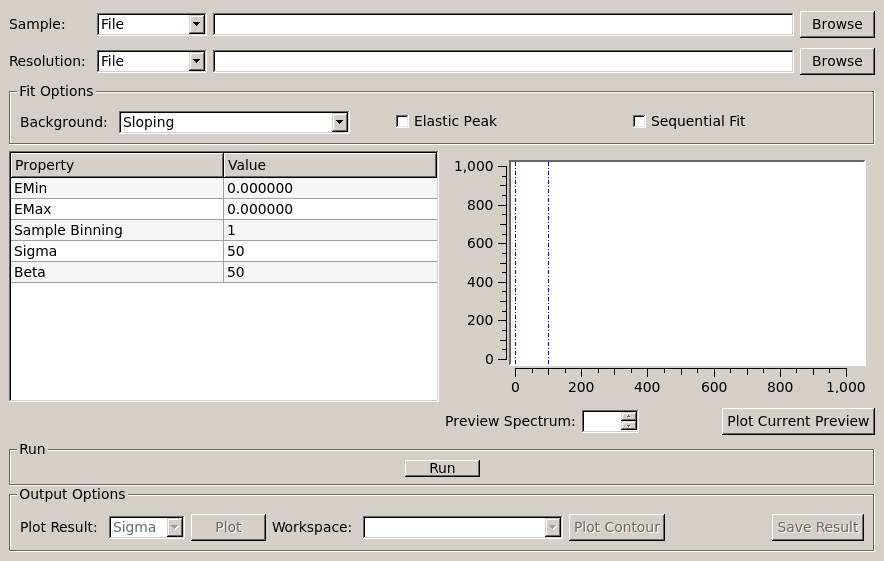 Sample: File Browse
Resolution: File Browse
Fit Options
Background: Sloping Elastic Peak Sequential Fit
Property Value
EMin 0.000000
EMax 0.000000
Sample Binning 1
Sigma 50
Beta 50
1,000
800
600
400
200
0
0 200 400 600 800 1,000
Preview Spectrum: Plot Current Preview
Run
Run
Output Options
Plot Result: Sigma Plot Workspace: Plot Contour Save Result